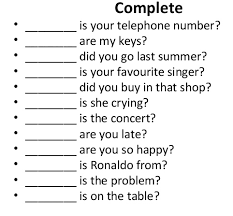 Complete
• ________ is your telephone number?
• ________ are my keys?
• ________ did you go last summer?
• ________ is your favourite singer?
• ________ did you buy in that shop?
• ________ is she crying?
• ________ is the concert?
• ________ are you late?
• ________ are you so happy?
• ________ is Ronaldo from?
• ________ is the problem?
• ________ is on the table?